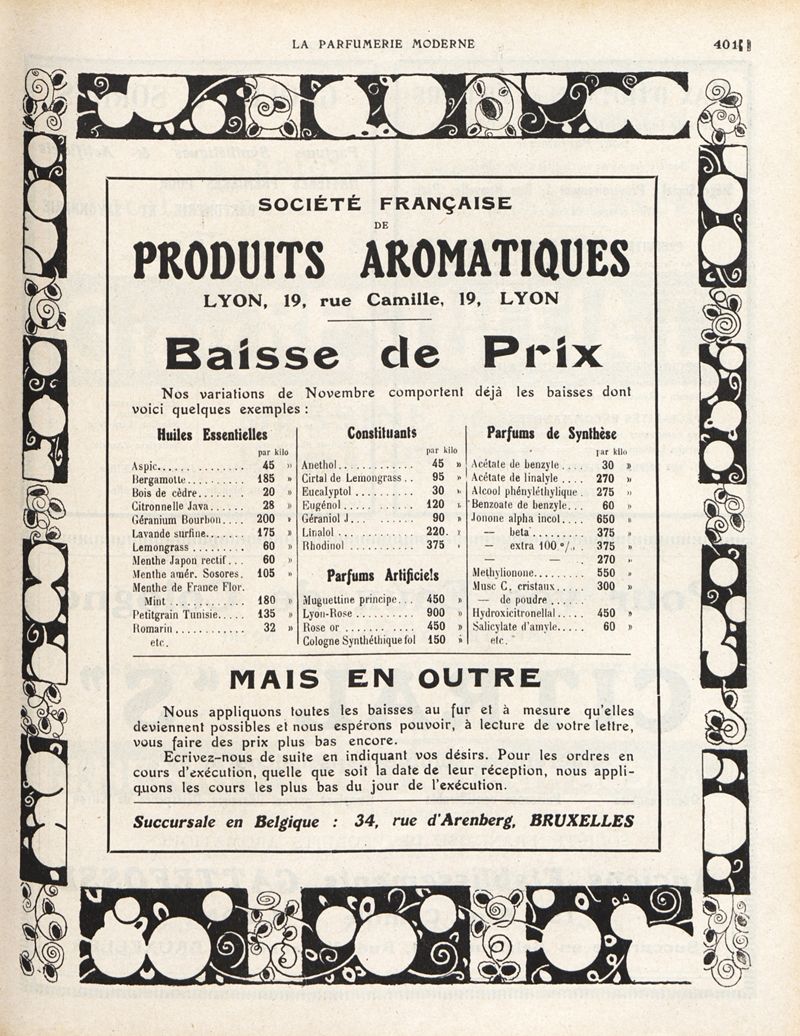 LA PARFUMERIE MODERNE
401
SOCIÉTÉ FRANÇAISE
DE
PRODUITS AROMATIQUES
LYON, 19, rue Camille, 19, LYON
Baisse de Prix
Nos variations de Novembre comportent déjà les baisses dont
voici quelques exemples :
Huiles Essentielles
par kilo
Aspic.................... 45 »
Bergamotte............ 185 »
Bois de cèdre.......... 20 »
Citronnelle Java....... 28 »
Géranium Bourbon.... 200 »
Lavande surfine....... 175 »
Lemongrass ........... 60 »
Menthe Japon rectif... 60 »
Menthe amér. Sosores. 105 »
Menthe de France Flor.
Mint ................ 180 »
Petitgrain Tunisie..... 135 »
Romarin ............... 32 »
etc.
Constituants
par kilo
Anethol.............. 45 »
Cirtal de Lemongrass .. 95 »
Eucalyptol ........... 30 »
Eugénol.............. 120 »
Géraniol J........... 90 »
Linalol .............. 220.
Rhodinol ............ 375
Parfums Artificiels
Muguettine principe.. 450 »
Lyon-Rose ........... 900 »
Rose or .............. 450 »
Cologne Synthéthique fol 150 »
Parfums de Synthèse
par kilo
Acétate de benzyle..... 30 »
Acétate de linalyle .... 270 »
Alcool phényléthylique. 275 »
Benzoate de benzyle... 60
Jonone alpha incol..... 650 »
— beta ............. 375 »
— extra 100 °/. 375 »
— — . 270 »
Methylionone......... 550 »
Musc C. cristaux...... 300 »
— de poudre .....
Hydroxicitronellal.... 450 »
Salicylate d'amyle..... 60 »
etc.
MAIS EN OUTRE
Nous appliquons toutes les baisses au fur et à mesure qu'elles
deviennent possibles et nous espérons pouvoir, à lecture de votre lettre,
vous faire des prix plus bas encore.
Ecrivez-nous de suite en indiquant vos désirs. Pour les ordres en
cours d'exécution, quelle que soit la date de leur réception, nous appli-
quons les cours les plus bas du jour de l'exécution.
Succursale en Belgique : 34, rue d'Arenberg, BRUXELLES